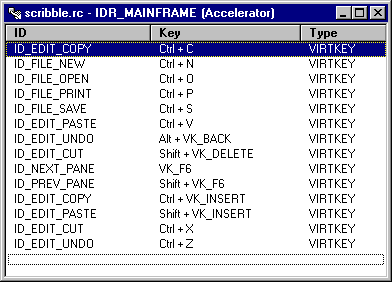 scribble.rc - IDR_MAINFRAME (Accelerator)
ID Key Type
ID_EDIT_COPY Ctrl + C VIRTKEY
ID_FILE_NEW Ctrl + N VIRTKEY
ID_FILE_OPEN Ctrl + O VIRTKEY
ID_FILE_PRINT Ctrl + P VIRTKEY
ID_FILE_SAVE Ctrl + S VIRTKEY
ID_EDIT_PASTE Ctrl + V VIRTKEY
ID_EDIT_UNDO Alt + VK_BACK VIRTKEY
ID_EDIT_CUT Shift + VK_DELETE VIRTKEY
ID_NEXT_PANE VK_F6 VIRTKEY
ID_PREV_PANE Shift + VK_F6 VIRTKEY
ID_EDIT_COPY Ctrl + VK_INSERT VIRTKEY
ID_EDIT_PASTE Shift + VK_INSERT VIRTKEY
ID_EDIT_CUT Ctrl + X VIRTKEY
ID_EDIT_UNDO Ctrl + Z VIRTKEY